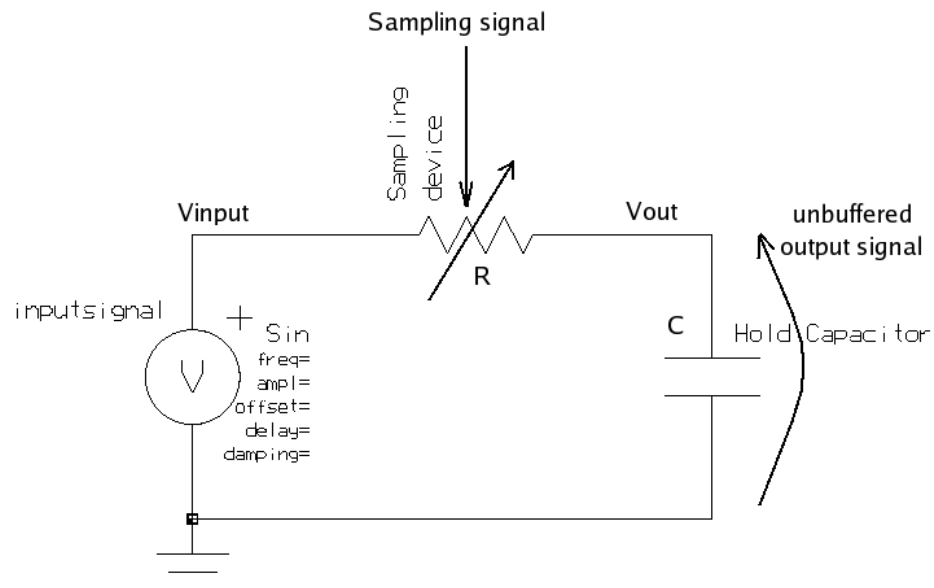 Sampling signal
Sampling
device
Vinput
Vout
unbuffered
output signal
R
inputsignal
+
Sin
freq=
ampl=
offset=
delay=
damping=
V
C
Hold Capacitor